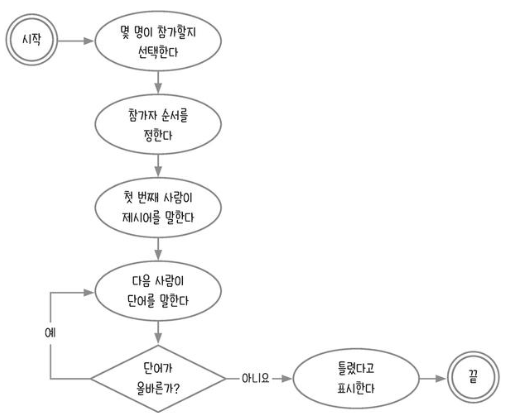 시작
몇 명이 참가할지
선택한다
참가자 순서를
정한다
첫 번째 사람이
제시어를 말한다
다음 사람이
단어를 말한다
예
단어가
올바른가?
아니요
틀렸다고
표시한다
끝